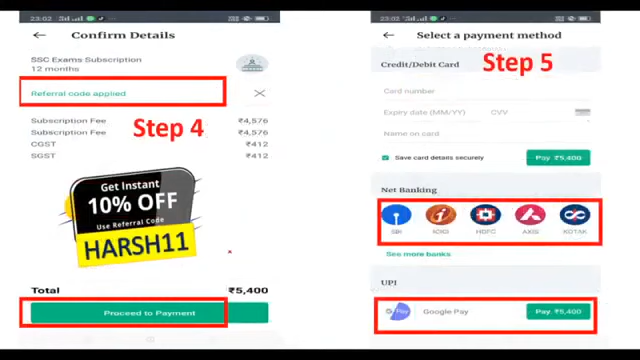 23:02
Confirm Details
SSC Exams Subscription
12 months
Referral code applied
Step 4
Subscription Fee ₹4,576
Subscription Fee ₹4,576
CGST ₹412
SGST ₹412
Get Instant
10% OFF
Use Referral Code
HARSH11
Total ₹5,400
Proceed to Payment
23:02
Select a payment method
Credit/Debit Card
Step 5
Card number
Expiry date (MM/YY) CVV
Name on card
Save card details securely Pay ₹5,400
Net Banking
SBI ICICI HDFC AXIS KOTAK
See more banks
UPI
G Pay Google Pay Pay ₹5,400